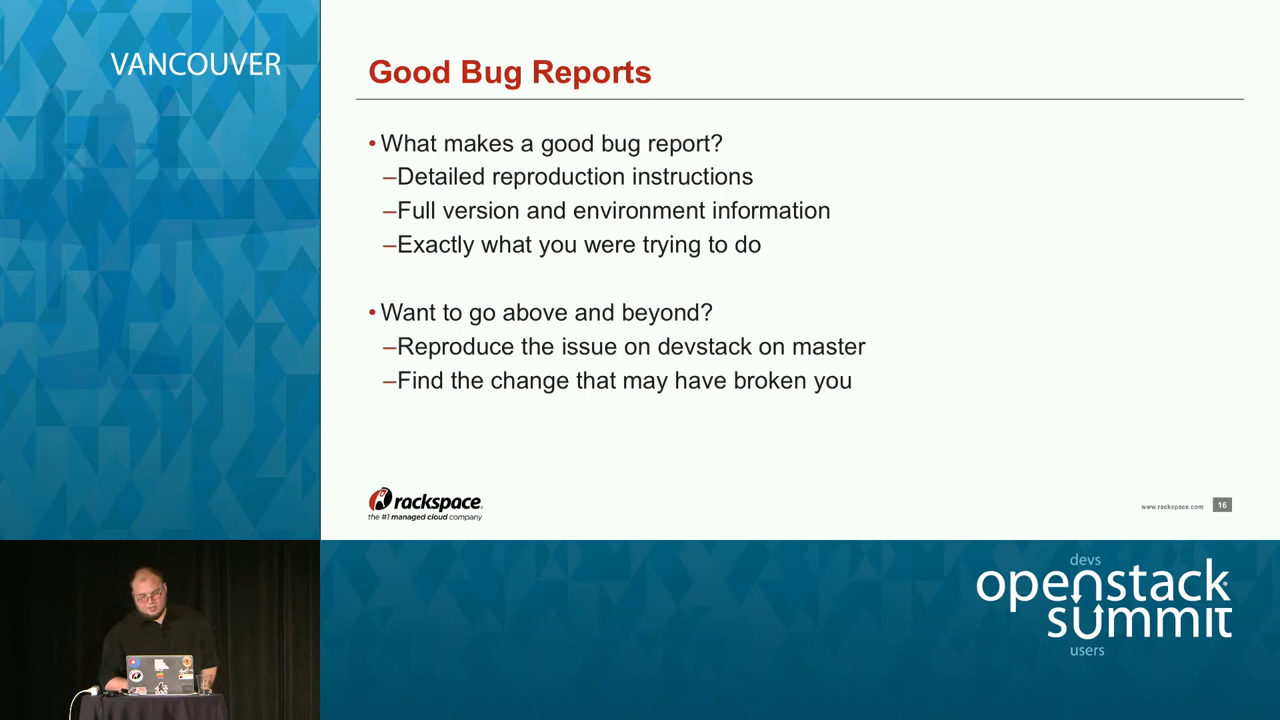 VANCOUVER
Good Bug Reports
• What makes a good bug report?
–Detailed reproduction instructions
–Full version and environment information
–Exactly what you were trying to do
• Want to go above and beyond?
–Reproduce the issue on devstack on master
–Find the change that may have broken you
rackspace
the #1 managed cloud company
www.rackspace.com
16
devs
openstack
summit
users